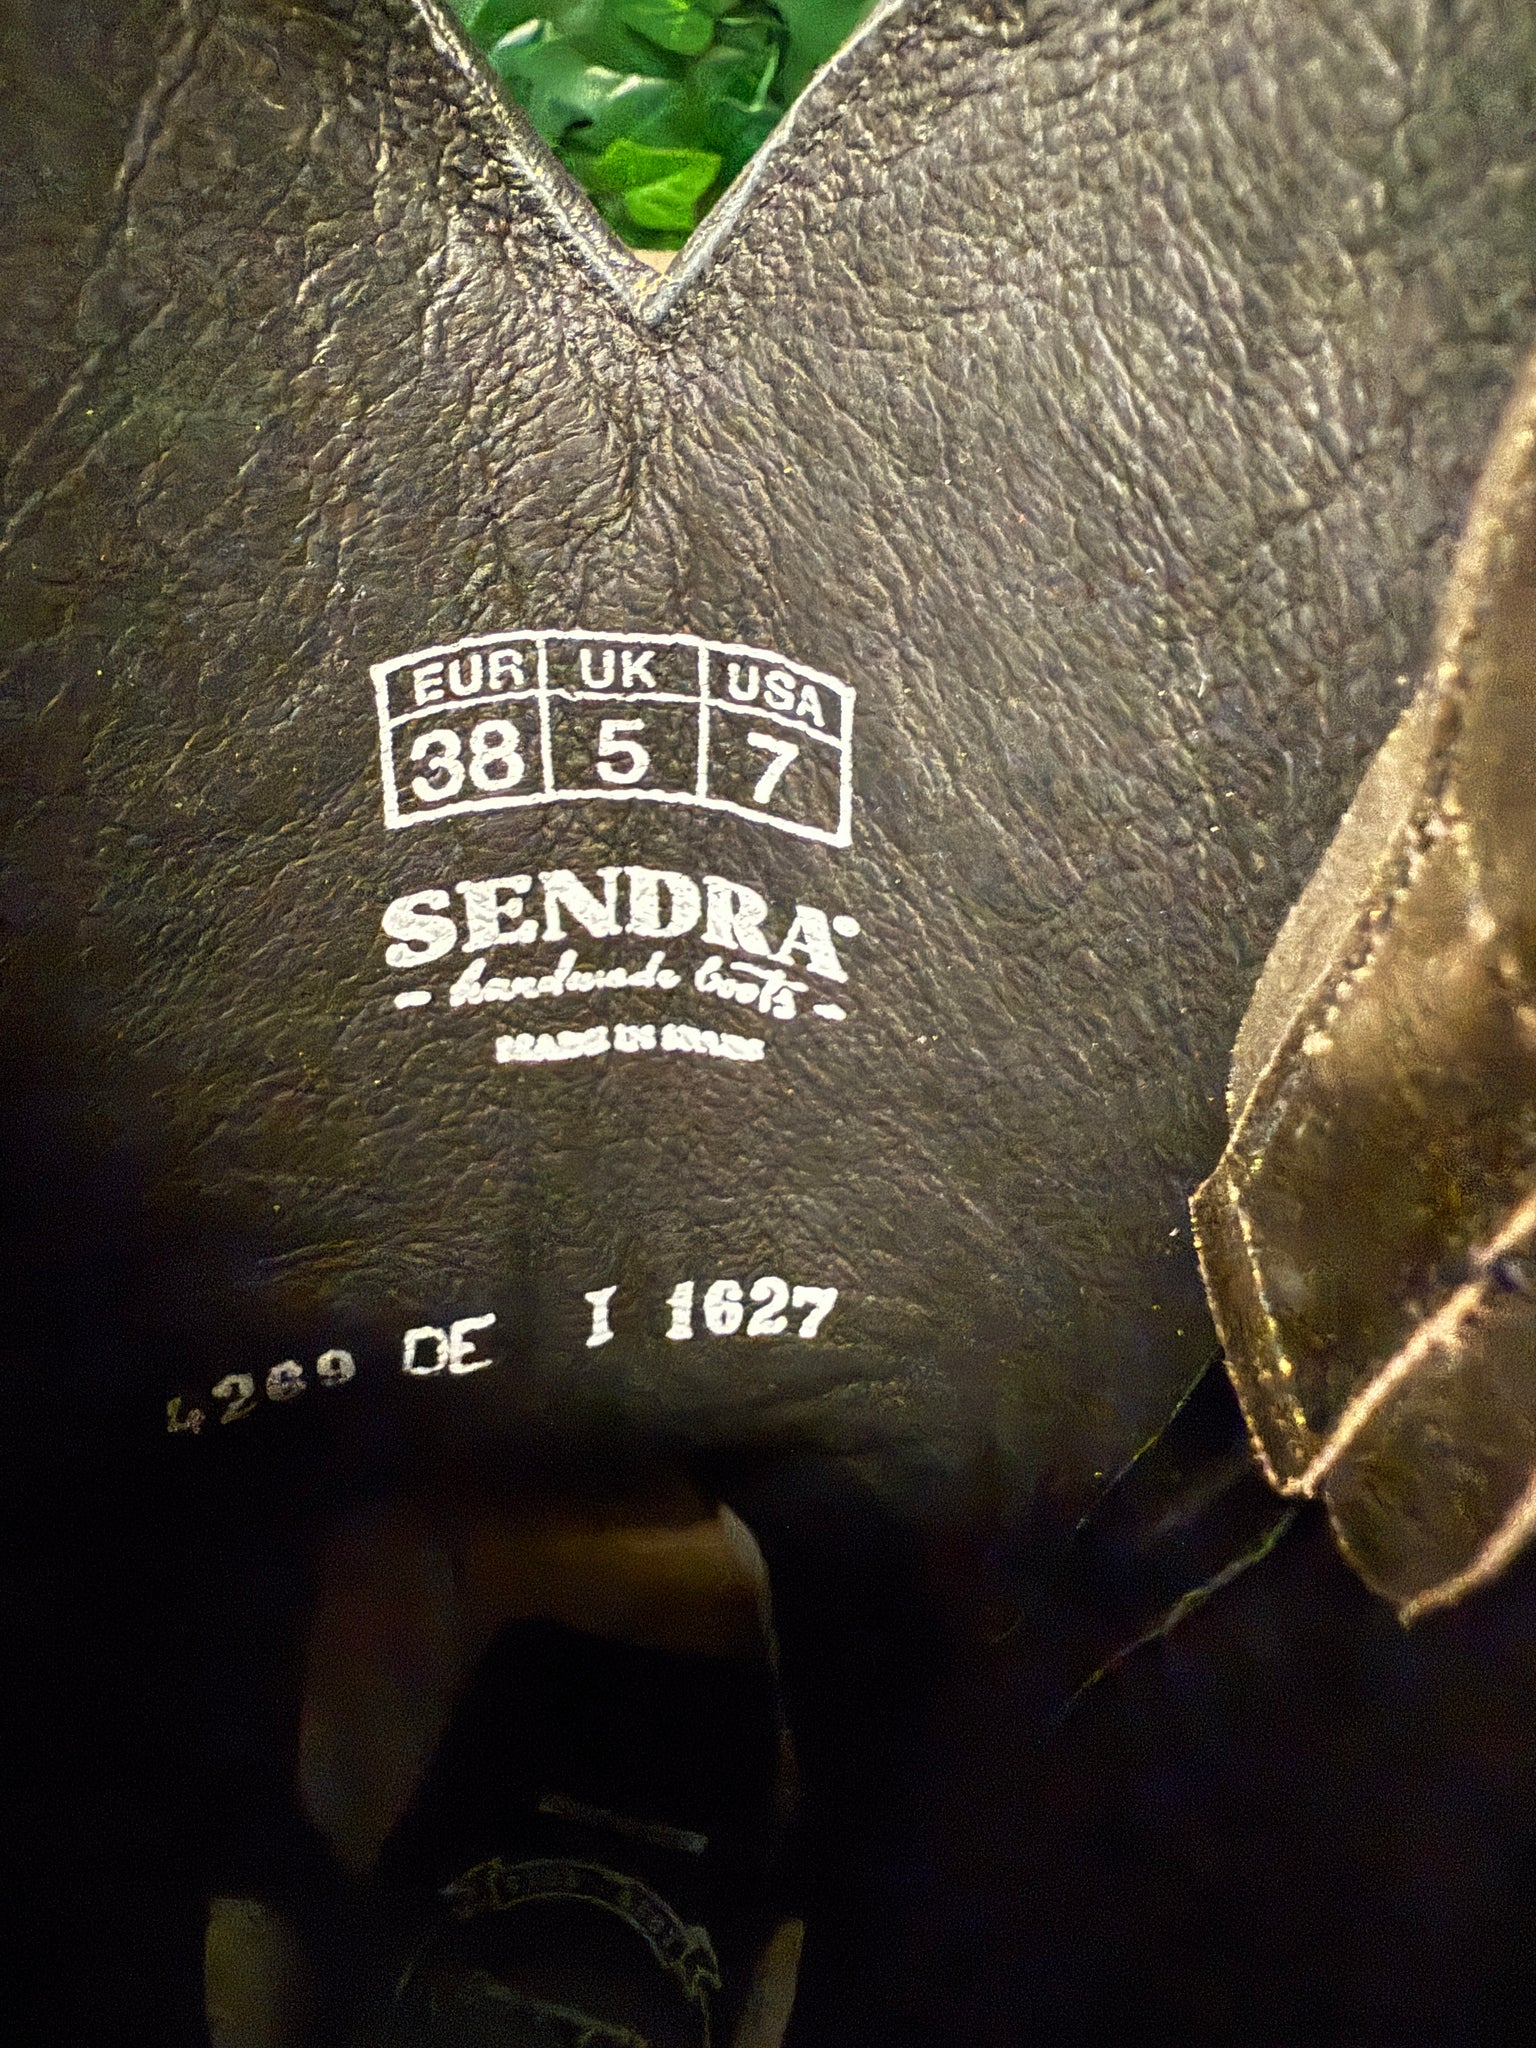 EUR UK USA
38 5 7
SENDRA®
- handmade boots -
MADE IN SPAIN
4269 DE I 1627